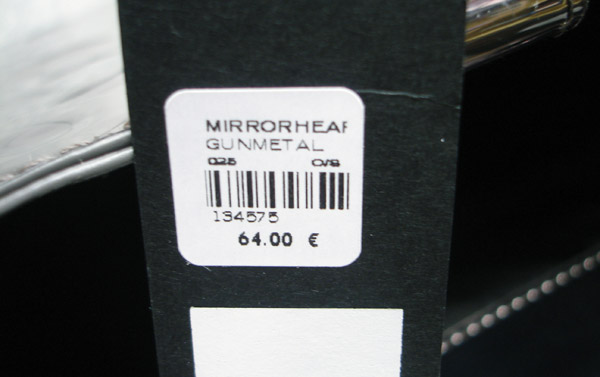 MIRRORHEAR
GUNMETAL
025 O/S
134575
64.00 €